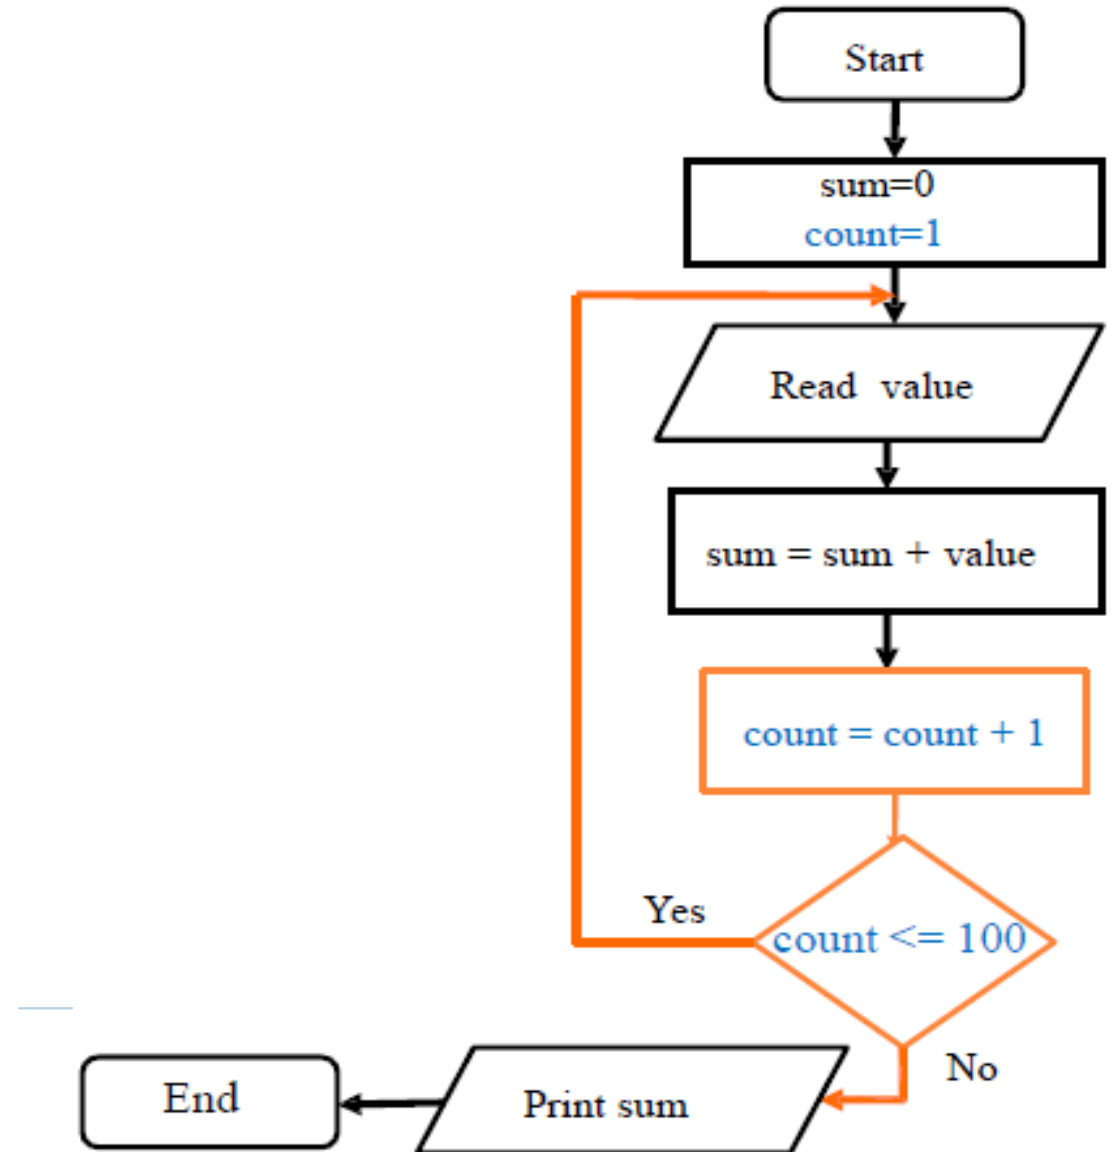 Start
sum=0
count=1
Read value
sum = sum + value
count = count + 1
count <= 100
Yes
No
Print sum
End